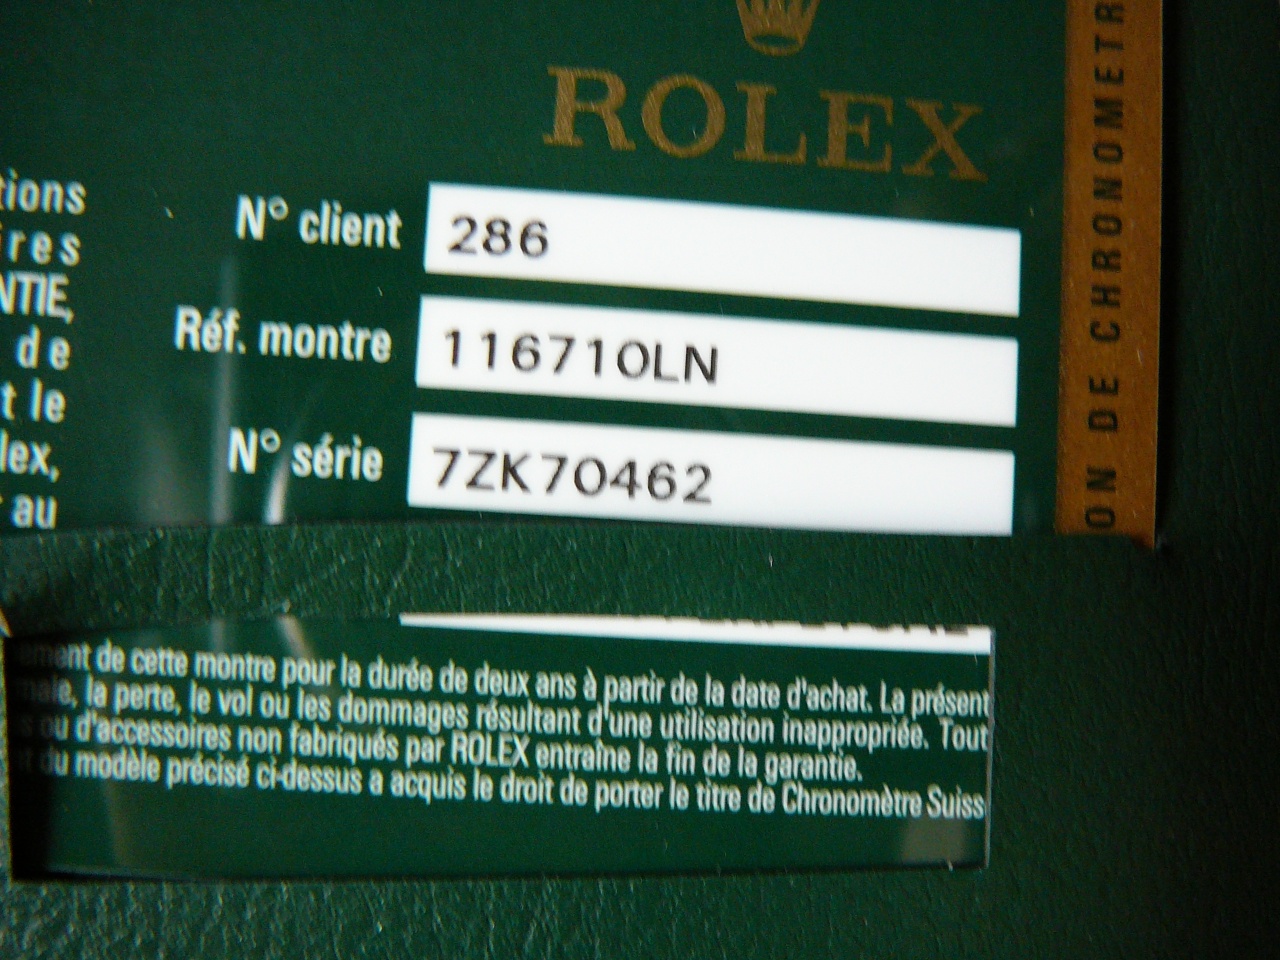 ROLEX
N° client 286
Réf. montre 116710LN
N° série 7ZK70462
tions
ires
NTIE,
de
t le
lex,
au
ON DE CHRONOMETR
ment de cette montre pour la durée de deux ans à partir de la date d'achat. La présent
male, la perte, le vol ou les dommages résultant d'une utilisation inappropriée. Tout
s ou d'accessoires non fabriqués par ROLEX entraîne la fin de la garantie.
t du modèle précisé ci-dessus a acquis le droit de porter le titre de Chronomètre Suiss